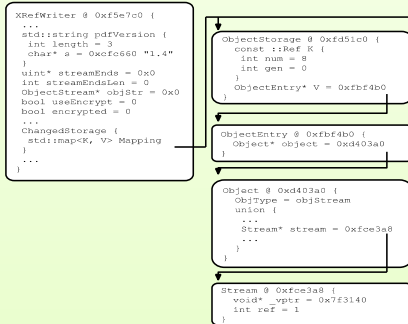 XRefWriter @ 0xf5e7c0 {
...
std::string pdfVersion {
int length = 3
char* s = 0xcfc660 "1.4"
}
uint* streamEnds = 0x0
int streamEndsLen = 0
ObjectStream* objStr = 0x0
bool useEncrypt = 0
bool encrypted = 0
...
ChangedStorage {
std::map<K, V> Mapping
}
...
}
ObjectStorage @ 0xfd51c0 {
const ::Ref K {
int num = 8
int gen = 0
}
ObjectEntry* V = 0xfbf4b0
}
ObjectEntry @ 0xfbf4b0 {
Object* object = 0xd403a0
}
Object @ 0xd403a0 {
ObjType = objStream
union {
...
Stream* stream = 0xfce3a8
...
}
}
Stream @ 0xfce3a8 {
void* _vptr = 0x7f3140
int ref = 1
}